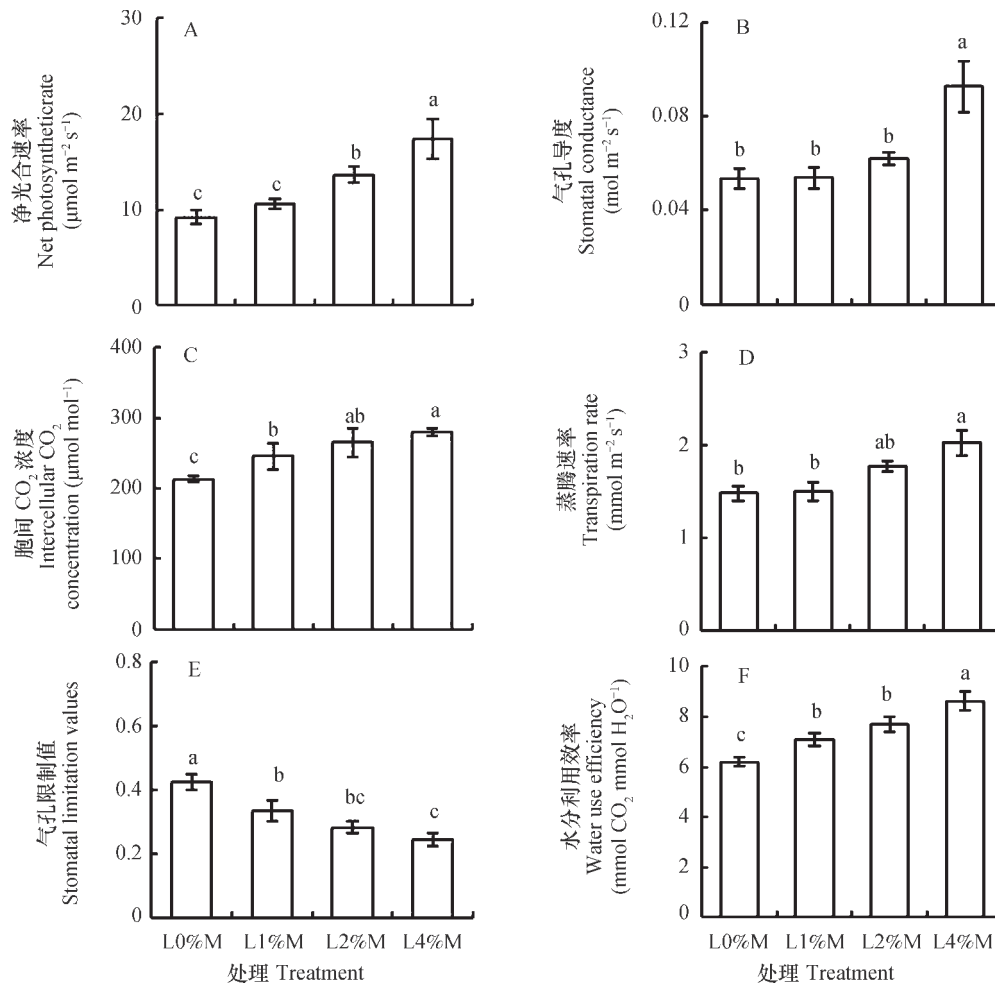 A
净光合速率
Net photosyntheticrate
(μmol m⁻² s⁻¹)
30
20
10
0
c
c
b
a
B
气孔导度
Stomatal conductance
(mol m⁻² s⁻¹)
0.12
0.08
0.04
0
b
b
b
a
C
胞间 CO₂ 浓度
Intercellular CO₂
concentration (μmol mol⁻¹)
400
300
200
100
0
c
b
ab
a
D
蒸腾速率
Transpiration rate
(mmol m⁻² s⁻¹)
3
2
1
0
b
b
ab
a
E
气孔限制值
Stomatal limitation values
0.8
0.6
0.4
0.2
0
a
b
bc
c
L0%M L1%M L2%M L4%M
处理 Treatment
F
水分利用效率
Water use efficiency
(mmol CO₂ mmol H₂O⁻¹)
10
8
6
4
2
0
c
b
b
a
L0%M L1%M L2%M L4%M
处理 Treatment